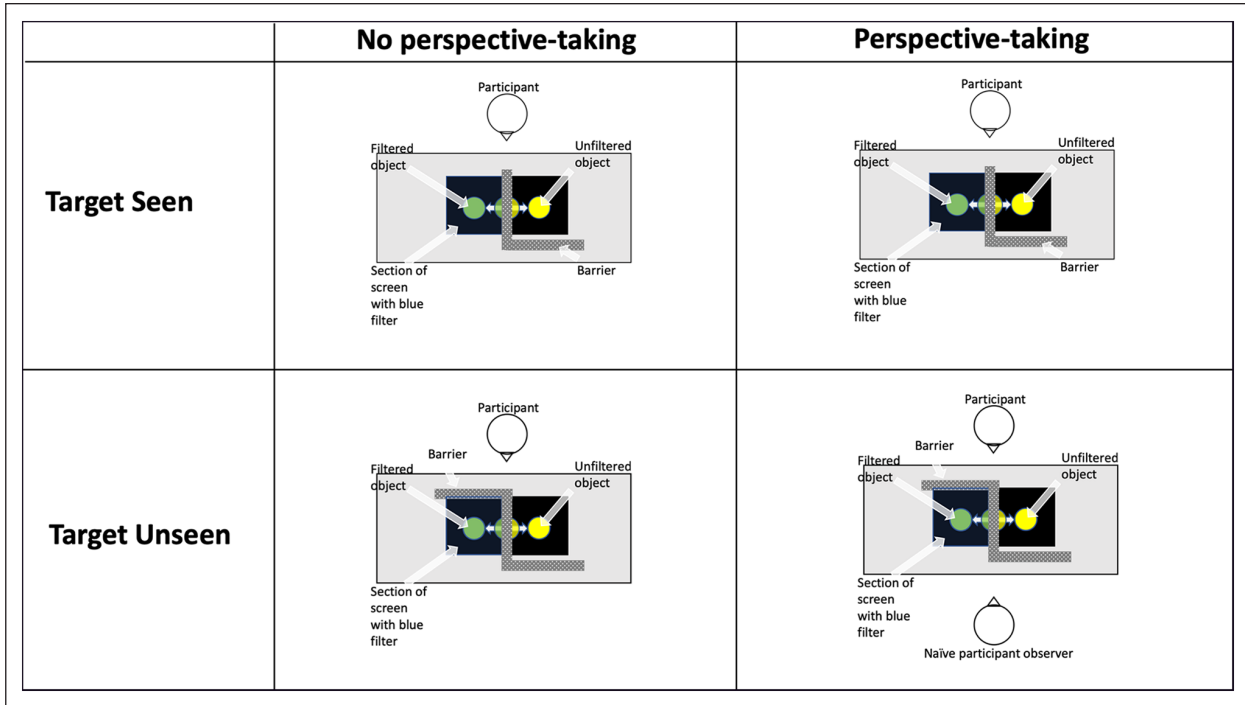 No perspective-taking
Perspective-taking
Target Seen
Participant
Filtered
object
Unfiltered
object
Section of
screen
with blue
filter
Barrier
Participant
Filtered
object
Unfiltered
object
Section of
screen
with blue
filter
Barrier
Target Unseen
Participant
Barrier
Filtered
object
Unfiltered
object
Section of
screen
with blue
filter
Participant
Barrier
Filtered
object
Unfiltered
object
Section of
screen
with blue
filter
Naïve participant observer